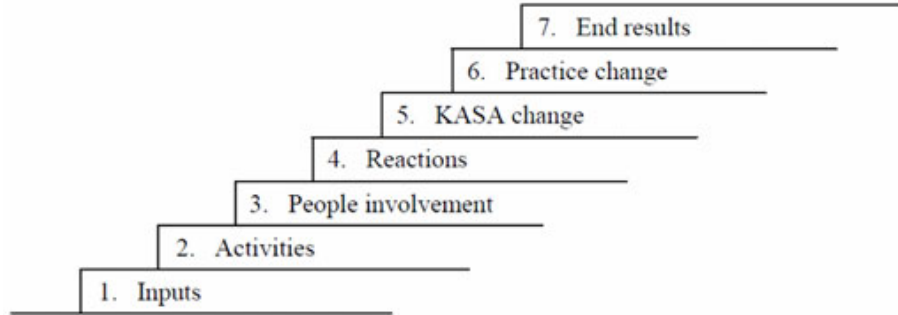 7. End results
6. Practice change
5. KASA change
4. Reactions
3. People involvement
2. Activities
1. Inputs